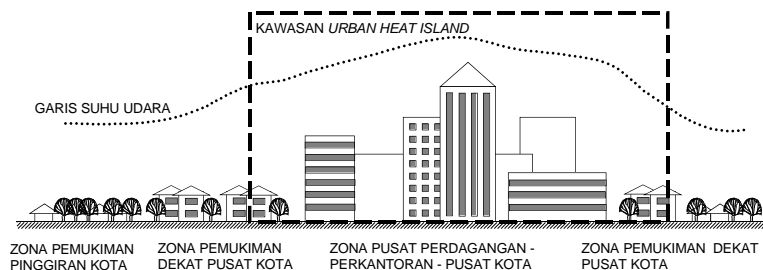 KAWASAN URBAN HEAT ISLAND
GARIS SUHU UDARA
ZONA PEMUKIMAN
PINGGIRAN KOTA
ZONA PEMUKIMAN
DEKAT PUSAT KOTA
ZONA PUSAT PERDAGANGAN -
PERKANTORAN - PUSAT KOTA
ZONA PEMUKIMAN DEKAT
PUSAT KOTA